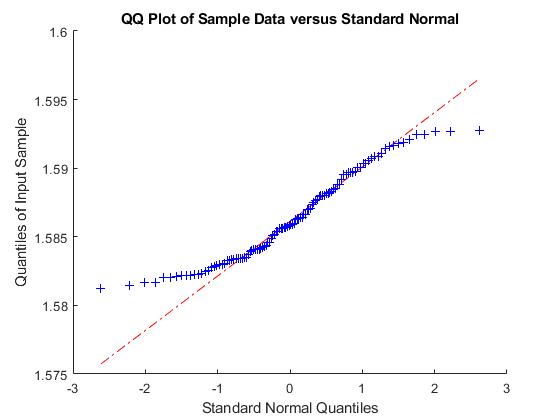 QQ Plot of Sample Data versus Standard Normal
1.6
1.595
1.59
1.585
1.58
1.575
Quantiles of Input Sample
-3 -2 -1 0 1 2 3
Standard Normal Quantiles